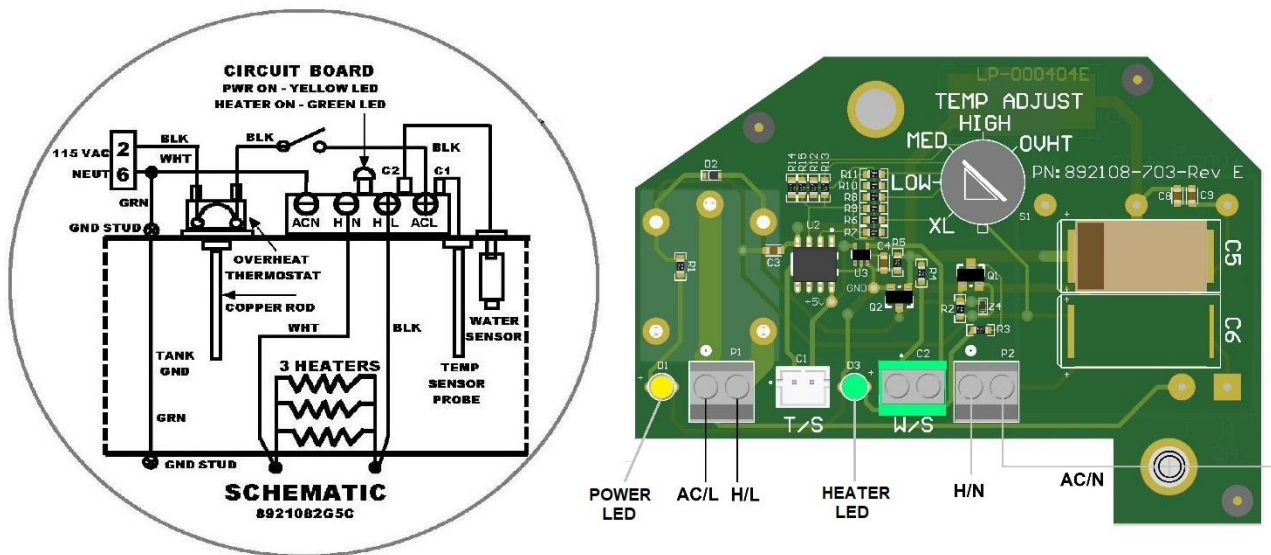 CIRCUIT BOARD
PWR ON - YELLOW LED
HEATER ON - GREEN LED
BLK
BLK
115 VAC 2
WHT
BLK
C2
C1
NEUT 6
GRN
ACN H N H L ACL
GND STUD
OVERHEAT
THERMOSTAT
COPPER ROD
WHT
BLK
WATER
SENSOR
TANK
GND
3 HEATERS
TEMP
SENSOR
PROBE
GRN
GND STUD
SCHEMATIC
8921082G5C
LP-000404E
TEMP ADJUST
HIGH
MED
OVHT
LOW
XL
S1
PN:892108-703-Rev E
D2
R14
R15
R12
R13
R11
R10
R8
R9
R6
R7
C8
C9
U2
C3
R1
U3
C4
R5
R4
GND
-5V
Q2
Q1
R2
Z4
R3
C5
C6
D1
P1
C1
D3
C2
P2
T/S
W/S
POWER
LED
AC/L
H/L
HEATER
LED
H/N
AC/N